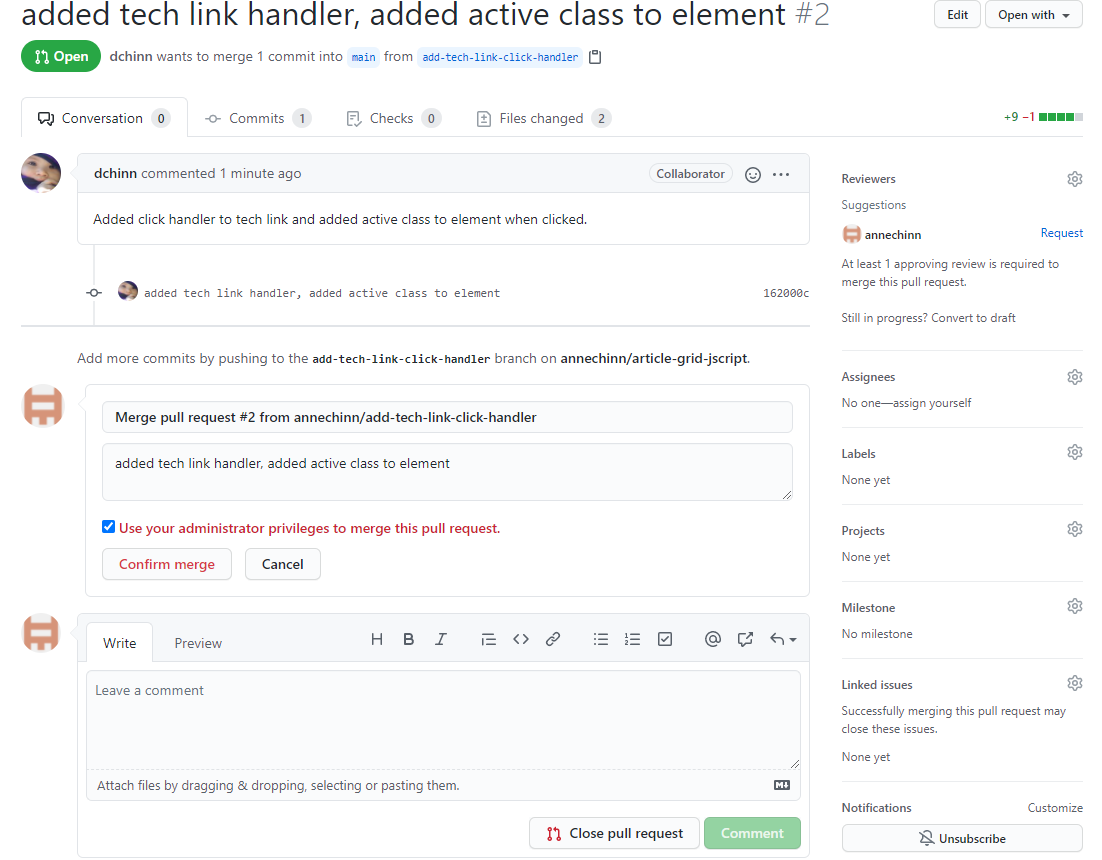 added tech link handler, added active class to element #2
Edit
Open with
Open
dchinn wants to merge 1 commit into main from add-tech-link-click-handler
Conversation 0
Commits 1
Checks 0
Files changed 2
+9 −1
dchinn commented 1 minute ago
Collaborator
Added click handler to tech link and added active class to element when clicked.
added tech link handler, added active class to element
162000c
Add more commits by pushing to the add-tech-link-click-handler branch on annechinn/article-grid-jscript.
Merge pull request #2 from annechinn/add-tech-link-click-handler
added tech link handler, added active class to element
Use your administrator privileges to merge this pull request.
Confirm merge
Cancel
Write
Preview
H B I
Leave a comment
Attach files by dragging & dropping, selecting or pasting them.
Close pull request
Comment
Reviewers
Suggestions
annechinn
Request
At least 1 approving review is required to
merge this pull request.
Still in progress? Convert to draft
Assignees
No one—assign yourself
Labels
None yet
Projects
None yet
Milestone
No milestone
Linked issues
Successfully merging this pull request may
close these issues.
None yet
Notifications
Customize
Unsubscribe